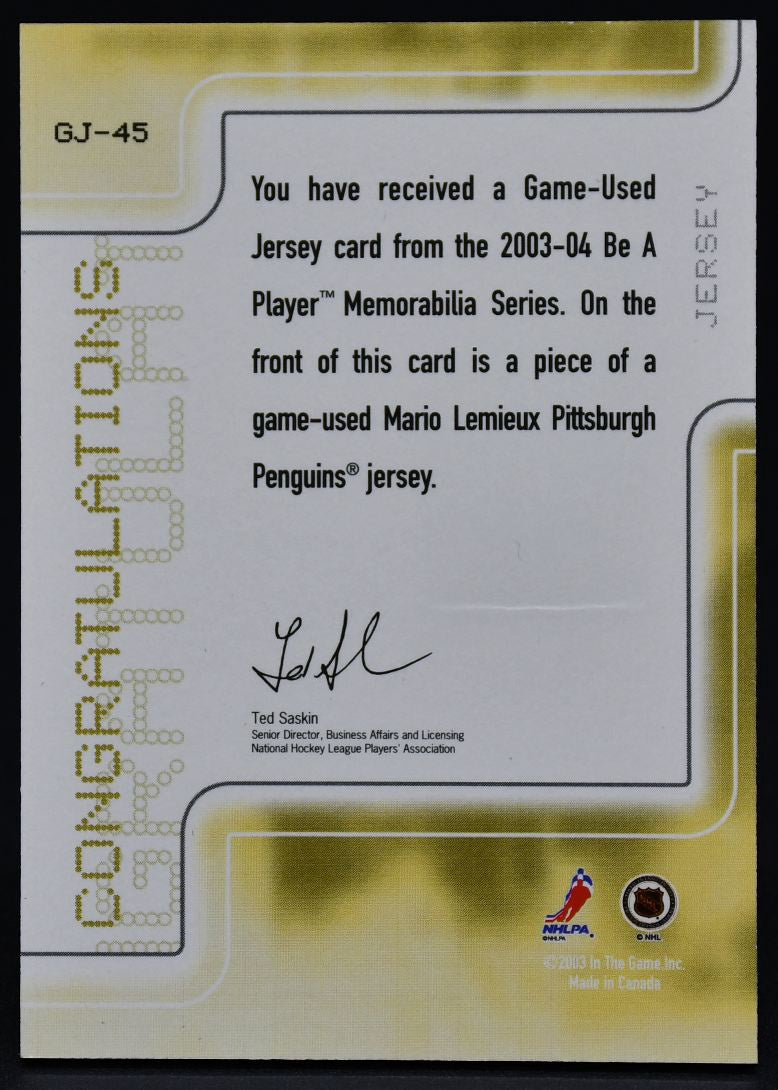 GJ-45
You have received a Game-Used
Jersey card from the 2003-04 Be A
Player™ Memorabilia Series. On the
front of this card is a piece of a
game-used Mario Lemieux Pittsburgh
Penguins® jersey.
JERSEY
CONGRATULATIONS
Ted Saskin
Senior Director, Business Affairs and Licensing
National Hockey League Players' Association
NHLPA
©NHLPA
NHL
© NHL
©2003 In The Game Inc.
Made in Canada